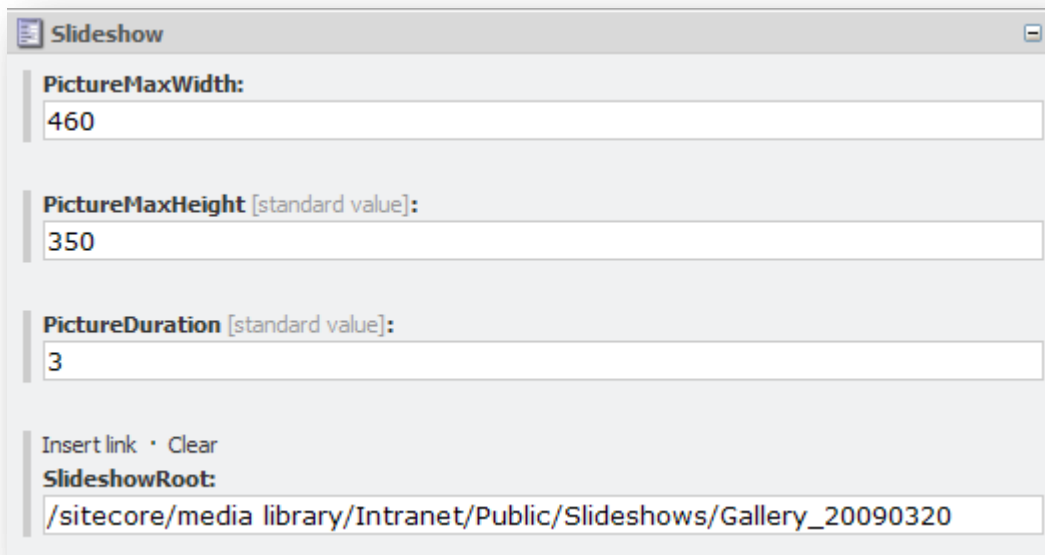 Slideshow
PictureMaxWidth:
460
PictureMaxHeight [standard value]:
350
PictureDuration [standard value]:
3
Insert link · Clear
SlideshowRoot:
/sitecore/media library/Intranet/Public/Slideshows/Gallery_20090320